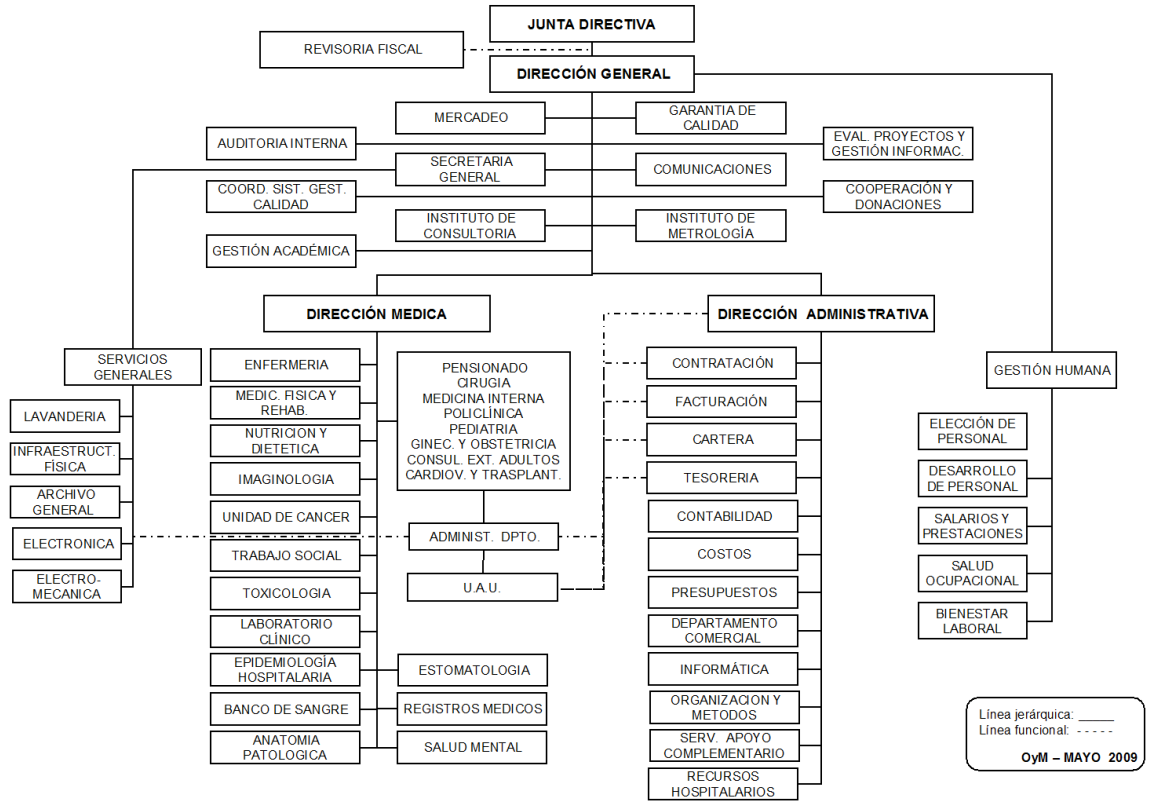 JUNTA DIRECTIVA
REVISORIA FISCAL
DIRECCIÓN GENERAL
MERCADEO
GARANTIA DE
CALIDAD
AUDITORIA INTERNA
EVAL. PROYECTOS Y
GESTIÓN INFORMAC.
SECRETARIA
GENERAL
COMUNICACIONES
COORD. SIST. GEST.
CALIDAD
COOPERACIÓN Y
DONACIONES
INSTITUTO DE
CONSULTORIA
INSTITUTO DE
METROLOGÍA
GESTIÓN ACADÉMICA
DIRECCIÓN MEDICA
DIRECCIÓN ADMINISTRATIVA
SERVICIOS
GENERALES
LAVANDERIA
INFRAESTRUCT.
FÍSICA
ARCHIVO
GENERAL
ELECTRONICA
ELECTRO-
MECANICA
ENFERMERIA
MEDIC. FISICA Y
REHAB.
NUTRICION Y
DIETETICA
IMAGINOLOGIA
UNIDAD DE CANCER
TRABAJO SOCIAL
TOXICOLOGIA
LABORATORIO
CLÍNICO
EPIDEMIOLOGÍA
HOSPITALARIA
BANCO DE SANGRE
ANATOMIA
PATOLOGICA
PENSIONADO
CIRUGIA
MEDICINA INTERNA
POLICLÍNICA
PEDIATRIA
GINEC. Y OBSTETRICIA
CONSUL. EXT. ADULTOS
CARDIOV. Y TRASPLANT.
ADMINIST. DPTO.
U.A.U.
ESTOMATOLOGIA
REGISTROS MEDICOS
SALUD MENTAL
CONTRATACIÓN
FACTURACIÓN
CARTERA
TESORERIA
CONTABILIDAD
COSTOS
PRESUPUESTOS
DEPARTAMENTO
COMERCIAL
INFORMÁTICA
ORGANIZACION Y
METODOS
SERV. APOYO
COMPLEMENTARIO
RECURSOS
HOSPITALARIOS
GESTIÓN HUMANA
ELECCIÓN DE
PERSONAL
DESARROLLO
DE PERSONAL
SALARIOS Y
PRESTACIONES
SALUD
OCUPACIONAL
BIENESTAR
LABORAL
Línea jerárquica: _____
Línea funcional: - - - - -
OyM – MAYO 2009